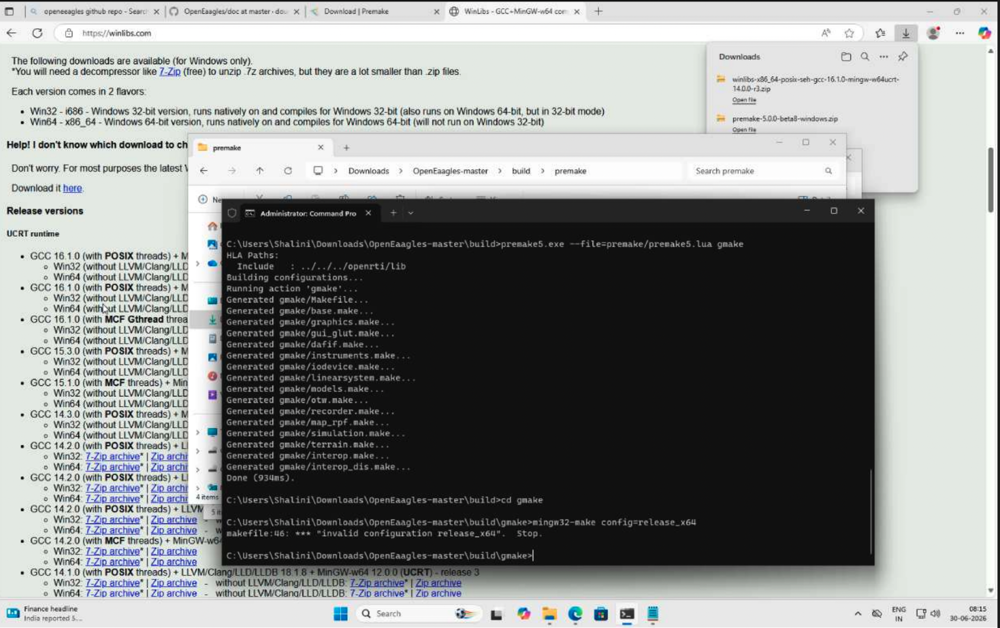 openeeagles github repo - Searc
OpenEaagles/doc at master · dou
Download | Premake
WinLibs - GCC+MinGW-w64 com
https://winlibs.com
The following downloads are available (for Windows only).
*You will need a decompressor like 7-Zip (free) to unzip .7z archives, but they are a lot smaller than .zip files.
Each version comes in 2 flavors:
• Win32 - i686 - Windows 32-bit version, runs natively on and compiles for Windows 32-bit (also runs on Windows 64-bit, but in 32-bit mode)
• Win64 - x86_64 - Windows 64-bit version, runs natively on and compiles for Windows 64-bit (will not run on Windows 32-bit)
Help! I don't know which download to ch
Don't worry. For most purposes the latest
Download it here.
Release versions
UCRT runtime
• GCC 16.1.0 (with POSIX threads) + M
Win32 (without LLVM/Clang/LLD
Win64 (without LLVM/Clang/LLD
• GCC 16.1.0 (with POSIX threads) + M
Win32 (without LLVM/Clang/LLD
Win64 (without LLVM/Clang/LLD
• GCC 16.1.0 (with MCF Gthread threa
Win32 (without LLVM/Clang/LLD
Win64 (without LLVM/Clang/LLD
• GCC 15.3.0 (with POSIX threads) + M
Win32 (without LLVM/Clang/LLD
Win64 (without LLVM/Clang/LLD
• GCC 15.1.0 (with MCF threads) + Min
Win32 (without LLVM/Clang/LLD
Win64 (without LLVM/Clang/LLD
• GCC 14.3.0 (with POSIX threads) + M
Win32 (without LLVM/Clang/LLD
Win64 (without LLVM/Clang/LLD
• GCC 14.2.0 (with POSIX threads) + Ll
Win32: 7-Zip archive* | Zip archi
Win64: 7-Zip archive* | Zip archi
• GCC 14.2.0 (with POSIX threads) + Ll
Win32: 7-Zip archive* | Zip archi
Win64: 7-Zip archive* | Zip archi
• GCC 14.2.0 (with POSIX threads) + LLVM
Win32: 7-Zip archive* | Zip archive - w
Win64: 7-Zip archive* | Zip archive - w
• GCC 14.2.0 (with MCF threads) + MinGW-w64
Win32: 7-Zip archive* | Zip archive
Win64: 7-Zip archive* | Zip archive
• GCC 14.1.0 (with POSIX threads) + LLVM/Clang/LLD/LLDB 18.1.8 + MinGW-w64 12.0.0 (UCRT) - release 3
Win32: 7-Zip archive* | Zip archive - without LLVM/Clang/LLD/LLDB: 7-Zip archive* | Zip archive
Win64: 7-Zip archive* | Zip archive - without LLVM/Clang/LLD/LLDB: 7-Zip archive* | Zip archive
Downloads
winlibs-x86_64-posix-seh-gcc-16.1.0-mingw-w64ucrt-
14.0.0-r3.zip
Open file
premake-5.0.0-beta8-windows.zip
Open file
premake
Downloads > OpenEaagles-master > build > premake
Search premake
Ne
4 items
5 it
Administrator: Command Pro
C:\Users\Shalini\Downloads\OpenEaagles-master\build>premake5.exe --file=premake/premake5.lua gmake
HLA Paths:
Include : ../../../openrti/lib
Building configurations...
Running action 'gmake'...
Generated gmake/Makefile...
Generated gmake/base.make...
Generated gmake/graphics.make...
Generated gmake/gui_glut.make...
Generated gmake/dafif.make...
Generated gmake/instruments.make...
Generated gmake/iodevice.make...
Generated gmake/linearsystem.make...
Generated gmake/models.make...
Generated gmake/otw.make...
Generated gmake/recorder.make...
Generated gmake/map_rpf.make...
Generated gmake/simulation.make...
Generated gmake/terrain.make...
Generated gmake/interop.make...
Generated gmake/interop_dis.make...
Done (934ms).
C:\Users\Shalini\Downloads\OpenEaagles-master\build>cd gmake
C:\Users\Shalini\Downloads\OpenEaagles-master\build\gmake>mingw32-make config=release_x64
makefile:46: *** "invalid configuration release_x64". Stop.
C:\Users\Shalini\Downloads\OpenEaagles-master\build\gmake>
Finance headline
India reported 5....
Search
ENG
IN
08:15
30-06-2026